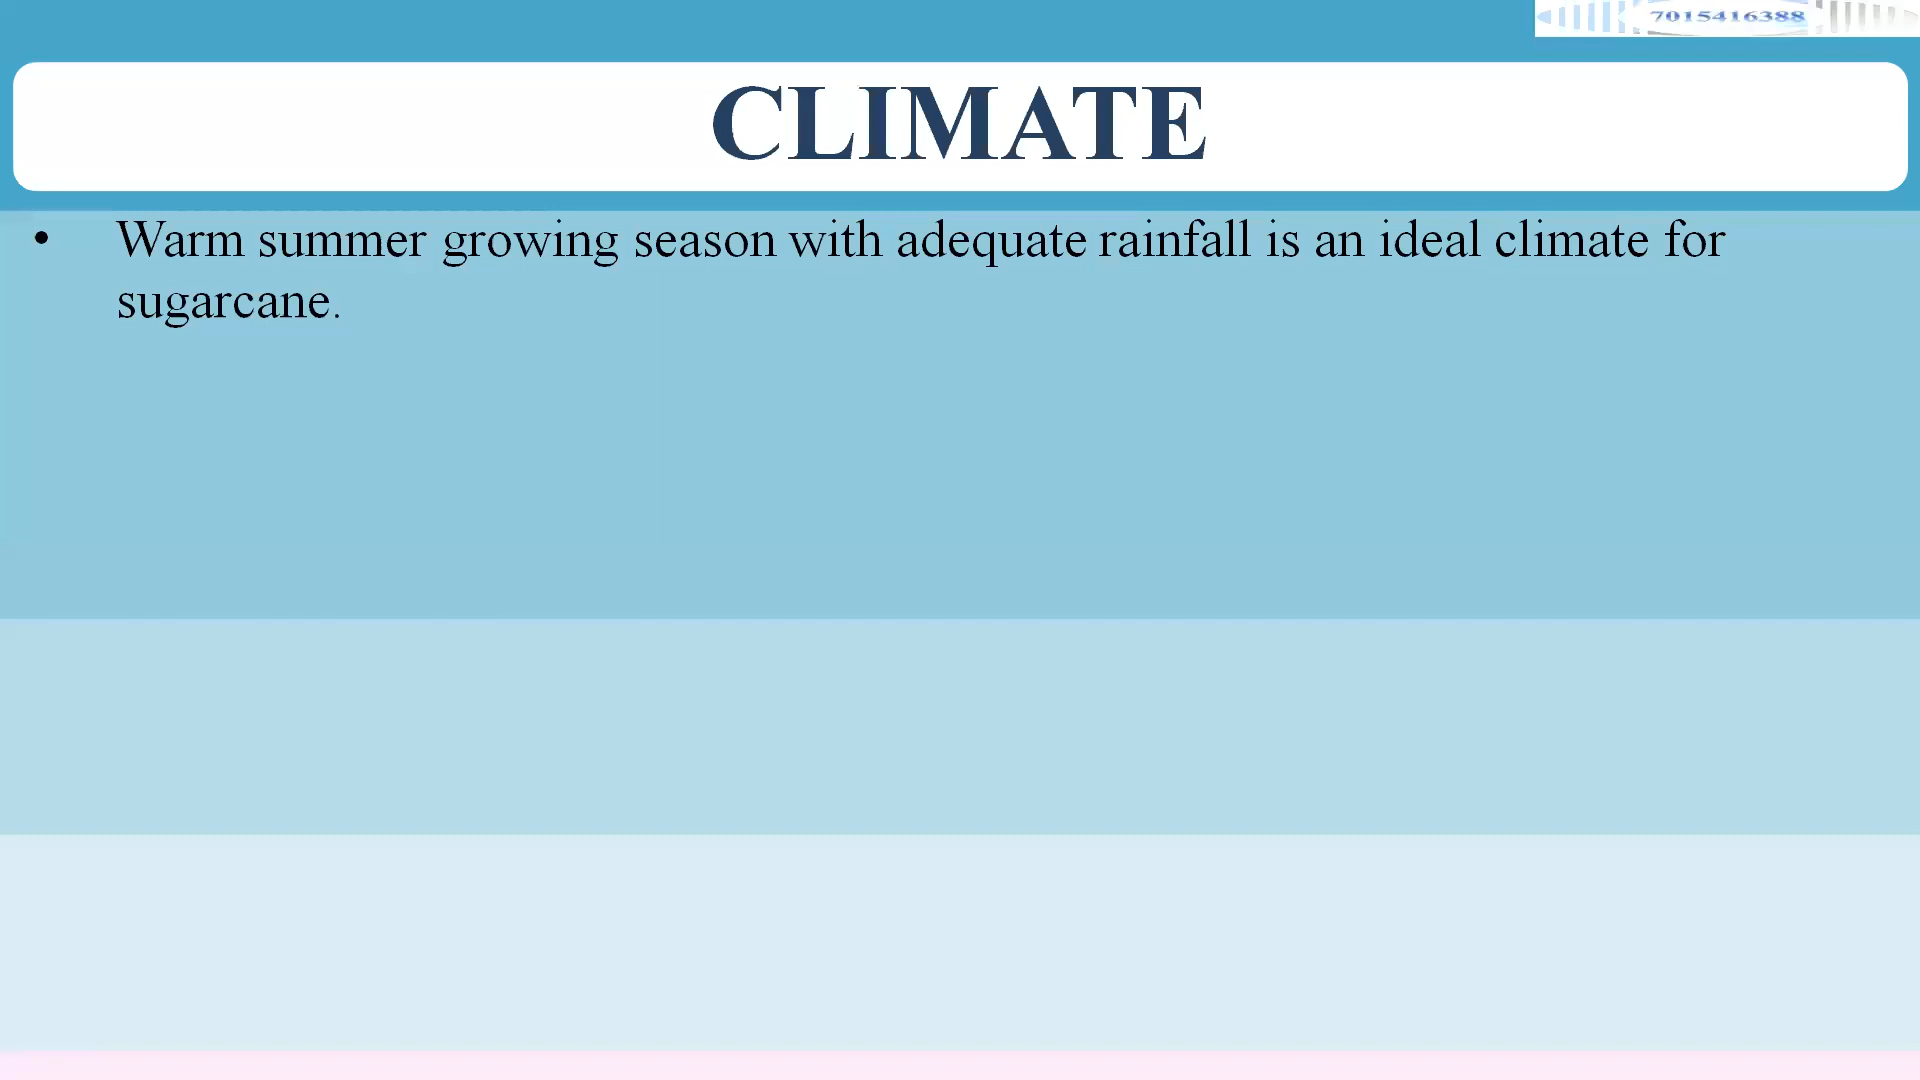 7015416388
CLIMATE
• Warm summer growing season with adequate rainfall is an ideal climate for
sugarcane.